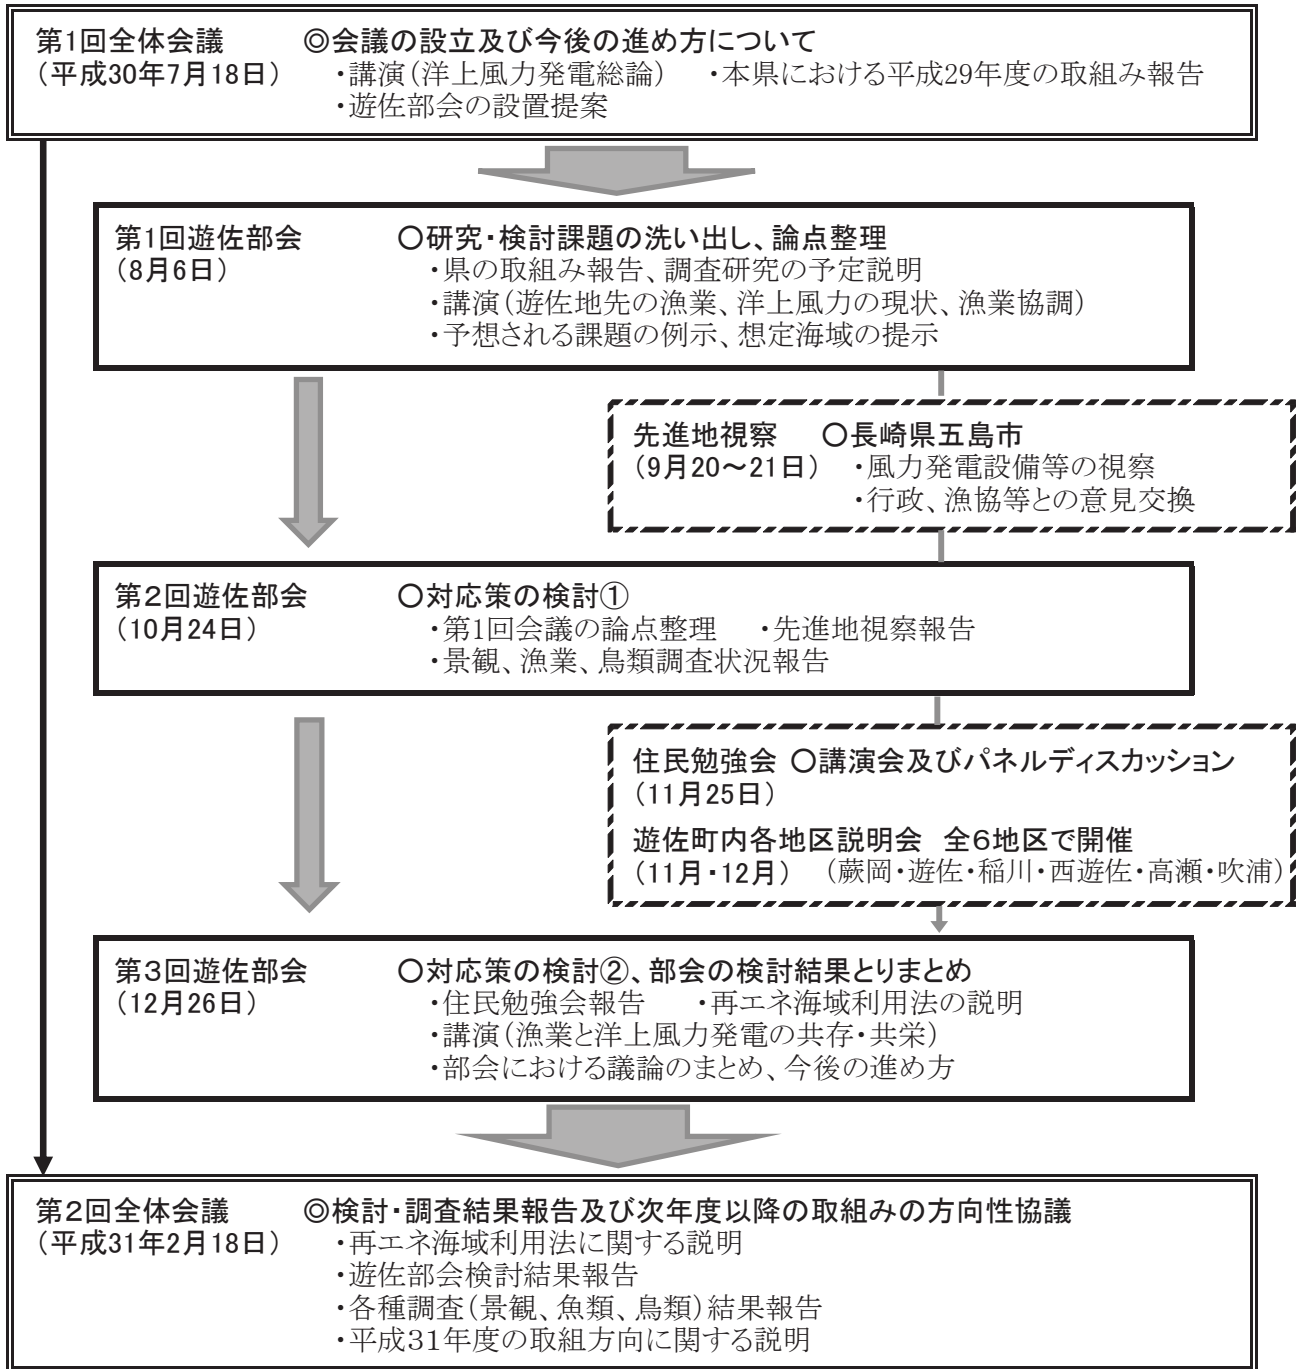 第1回全体会議　◎会議の設立及び今後の進め方について
（平成30年7月18日）　・講演（洋上風力発電総論）　・本県における平成29年度の取組み報告
・遊佐部会の設置提案
第1回遊佐部会　○研究・検討課題の洗い出し、論点整理
（8月6日）　・県の取組み報告、調査研究の予定説明
・講演（遊佐地先の漁業、洋上風力の現状、漁業協調）
・予想される課題の例示、想定海域の提示
先進地視察　○長崎県五島市
（9月20～21日）　・風力発電設備等の視察
・行政、漁協等との意見交換
第２回遊佐部会　○対応策の検討①
（10月24日）　・第1回会議の論点整理　・先進地視察報告
・景観、漁業、鳥類調査状況報告
住民勉強会　○講演会及びパネルディスカッション
（11月25日）
遊佐町内各地区説明会　全６地区で開催
（11月・12月）　（蕨岡・遊佐・稲川・西遊佐・高瀬・吹浦）
第３回遊佐部会　○対応策の検討②、部会の検討結果とりまとめ
（12月26日）　・住民勉強会報告　・再エネ海域利用法の説明
・講演（漁業と洋上風力発電の共存・共栄）
・部会における議論のまとめ、今後の進め方
第２回全体会議　◎検討・調査結果報告及び次年度以降の取組みの方向性協議
（平成31年2月18日）　・再エネ海域利用法に関する説明
・遊佐部会検討結果報告
・各種調査（景観、魚類、鳥類）結果報告
・平成３１年度の取組方向に関する説明